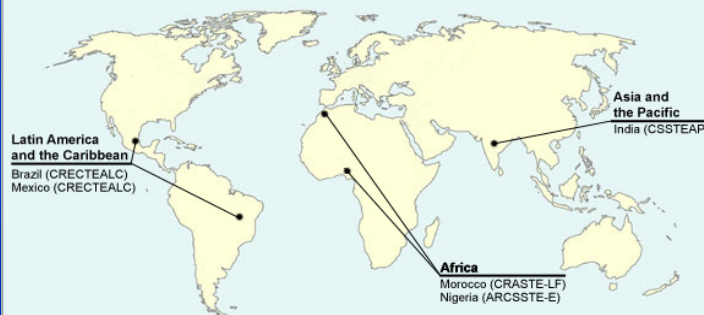 Latin America
and the Caribbean
Brazil (CRECTEALC)
Mexico (CRECTEALC)
Africa
Morocco (CRASTE-LF)
Nigeria (ARCSSTE-E)
Asia and
the Pacific
India (CSSTEAP